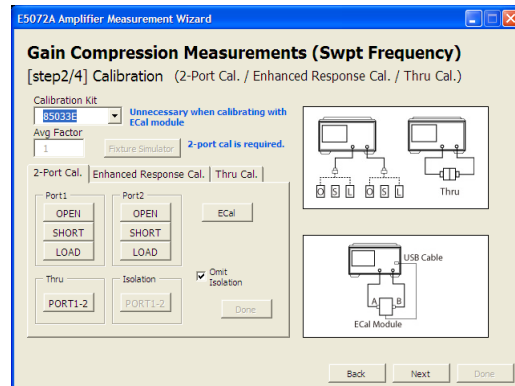 E5072A Amplifier Measurement Wizard
Gain Compression Measurements (Swpt Frequency)
[step2/4] Calibration (2-Port Cal. / Enhanced Response Cal. / Thru Cal.)
Calibration Kit
85033E
Unnecessary when calibrating with
ECal module
Avg Factor
1
Fixture Simulator
2-port cal is required.
2-Port Cal.
Enhanced Response Cal.
Thru Cal.
Port1
Port2
OPEN
OPEN
ECal
SHORT
SHORT
LOAD
LOAD
Thru
Isolation
Omit
Isolation
PORT1-2
PORT1-2
Done
O S L
O S L
Thru
USB Cable
A
B
ECal Module
Back
Next
Done